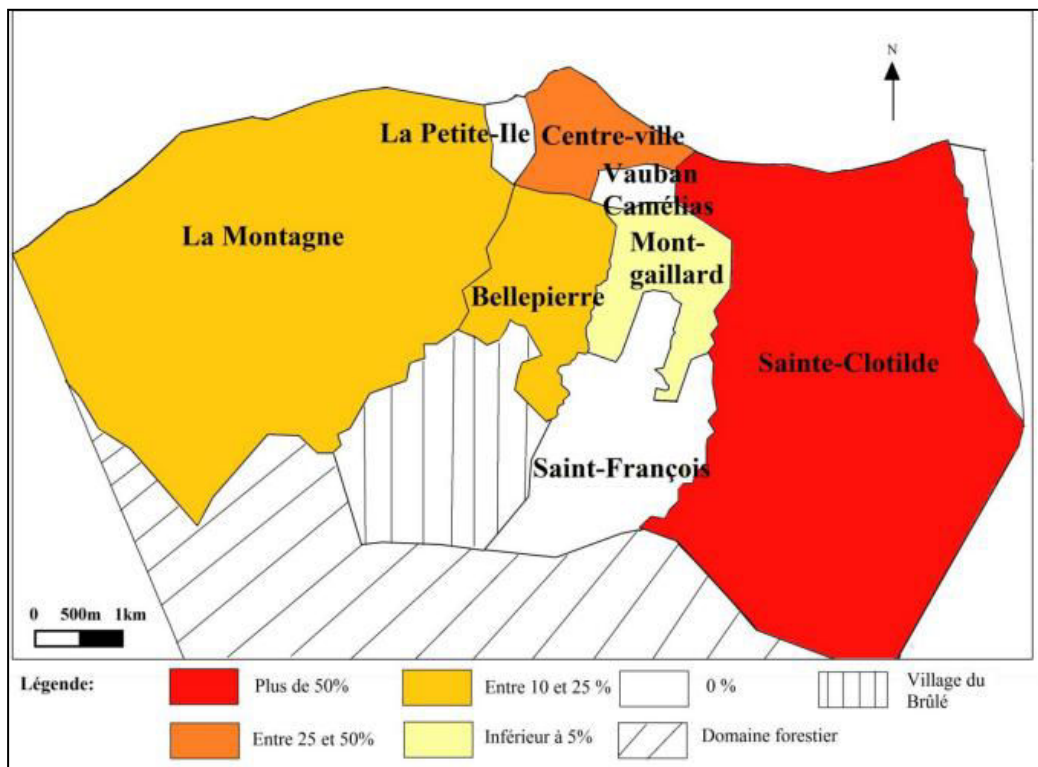 N
La Petite-Ile
Centre-ville
Vauban
Camélias
La Montagne
Mont-
gaillard
Bellepierre
Sainte-Clotilde
Saint-François
0 500m 1km
Légende:
Plus de 50%
Entre 10 et 25 %
0 %
Village du
Brûlé
Entre 25 et 50%
Inférieur à 5%
Domaine forestier